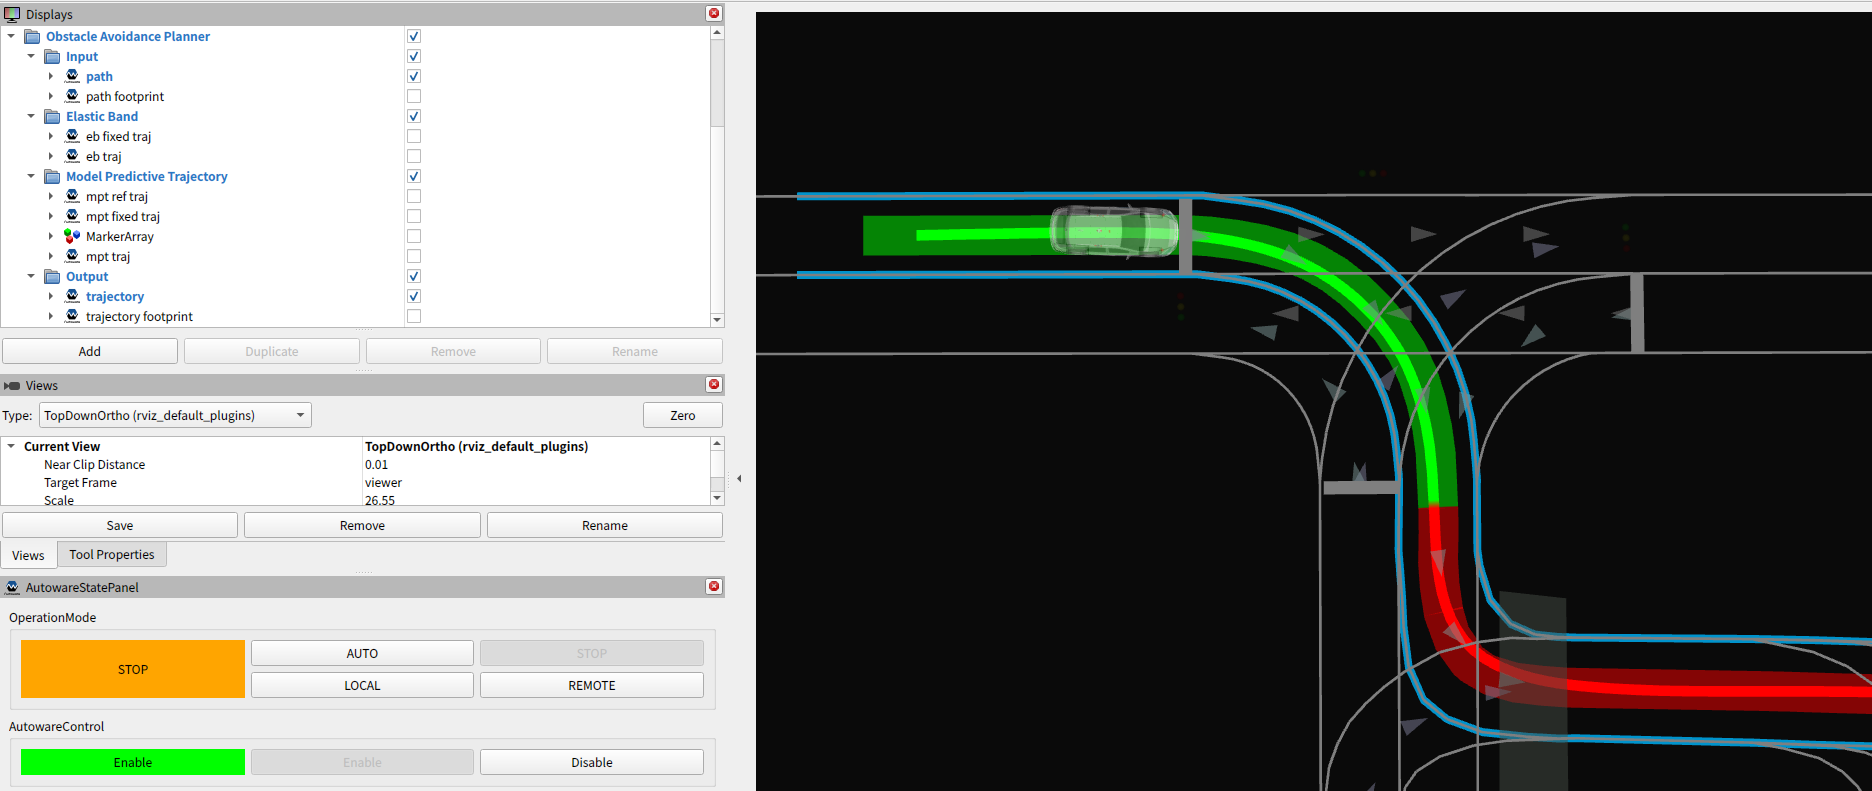 Displays
Obstacle Avoidance Planner
Input
path
path footprint
Elastic Band
eb fixed traj
eb traj
Model Predictive Trajectory
mpt ref traj
mpt fixed traj
MarkerArray
mpt traj
Output
trajectory
trajectory footprint
Add Duplicate Remove Rename
Views
Type: TopDownOrtho (rviz_default_plugins) Zero
Current View TopDownOrtho (rviz_default_plugins)
Near Clip Distance 0.01
Target Frame viewer
Scale 26.55
Save Remove Rename
Views Tool Properties
AutowareStatePanel
OperationMode
STOP AUTO STOP
LOCAL REMOTE
AutowareControl
Enable Enable Disable